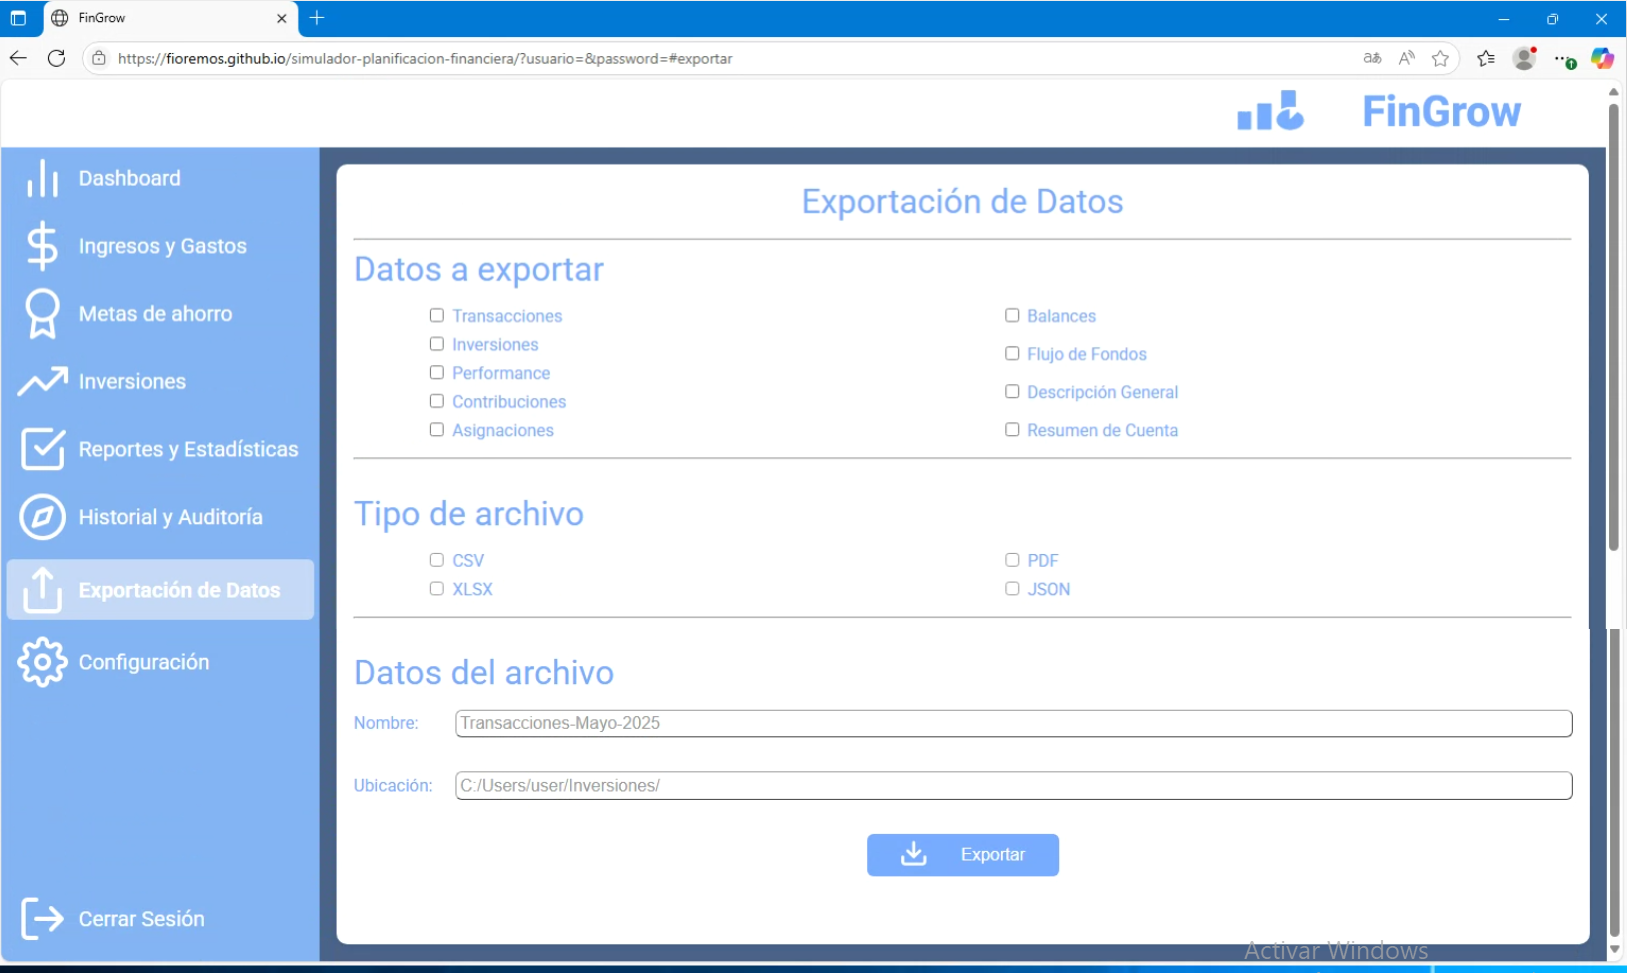 FinGrow
https://fioremos.github.io/simulador-planificacion-financiera/?usuario=&password=#exportar
FinGrow
Dashboard
Ingresos y Gastos
Metas de ahorro
Inversiones
Reportes y Estadísticas
Historial y Auditoría
Exportación de Datos
Configuración
Cerrar Sesión
Exportación de Datos
Datos a exportar
Transacciones
Inversiones
Performance
Contribuciones
Asignaciones
Balances
Flujo de Fondos
Descripción General
Resumen de Cuenta
Tipo de archivo
CSV
XLSX
PDF
JSON
Datos del archivo
Nombre: Transacciones-Mayo-2025
Ubicación: C:/Users/user/Inversiones/
Exportar
Activar Windows